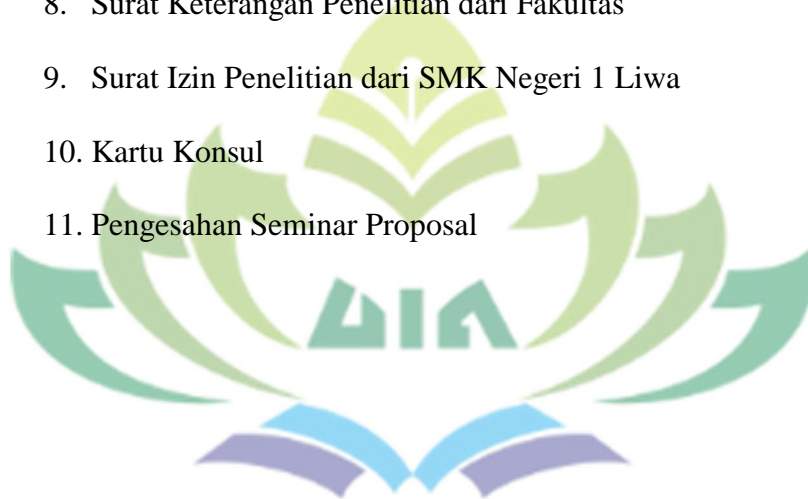 8. Surat Keterangan Penelitian dari Fakultas
9. Surat Izin Penelitian dari SMK Negeri 1 Liwa
10. Kartu Konsul
11. Pengesahan Seminar Proposal
UIN